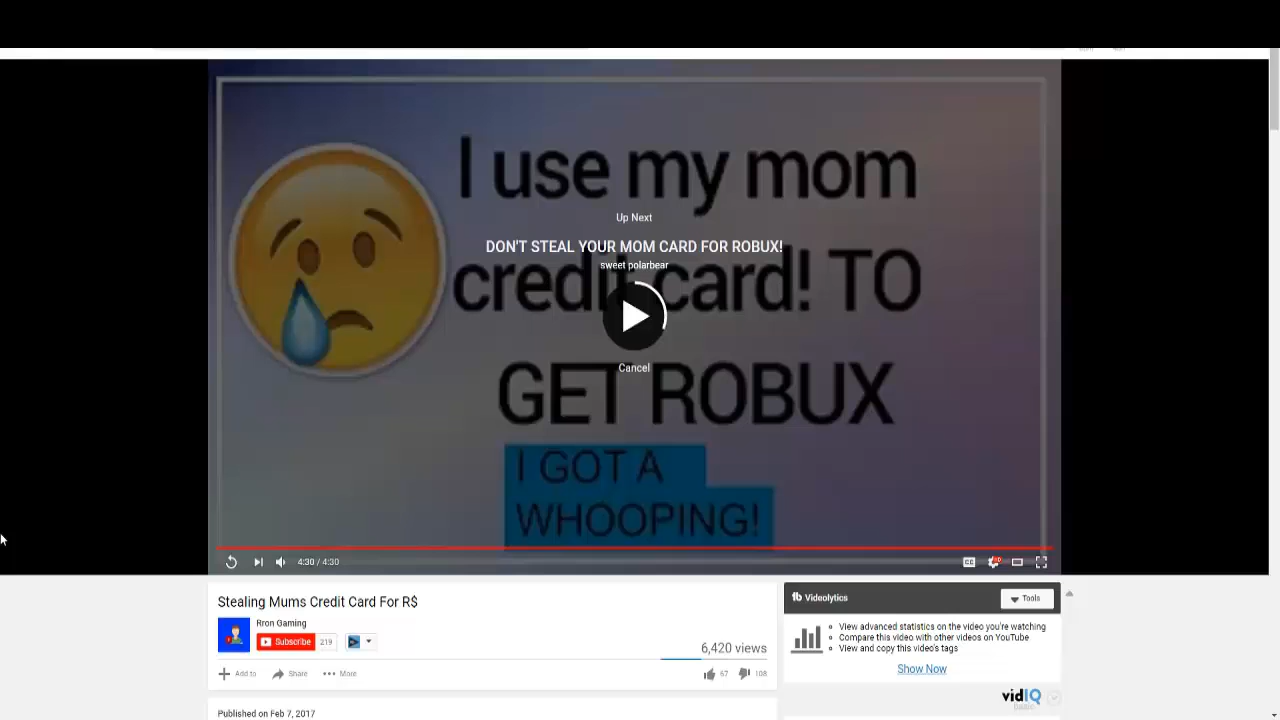 I use my mom
Up Next
DON'T STEAL YOUR MOM CARD FOR ROBUX!
sweet polarbear
credit card! TO
Cancel
GET ROBUX
I GOT A
WHOOPING!
4:30 / 4:30
CC
Stealing Mums Credit Card For R$
Rron Gaming
Subscribe 219
6,420 views
Add to Share More
67 108
Published on Feb 7, 2017
tb Videolytics
Tools
View advanced statistics on the video you're watching
Compare this video with other videos on YouTube
View and copy this video's tags
Show Now
vidIQ
Basic